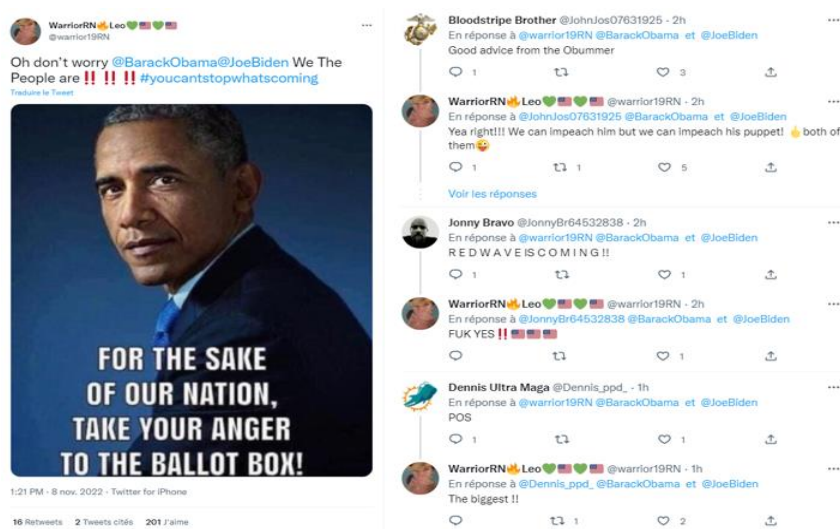 WarriorRN🔥Leo💚🇺🇸💚🇺🇸
@warrior19RN
Oh don't worry @BarackObama@JoeBiden We The
People are ‼️ ‼️ ‼️ #youcantstopwhatscoming
Traduire le Tweet
FOR THE SAKE
OF OUR NATION,
TAKE YOUR ANGER
TO THE BALLOT BOX!
1:21 PM · 8 nov. 2022 · Twitter for iPhone
16 Retweets 2 Tweets cités 201 J'aime
Bloodstripe Brother @JohnJos07631925 · 2h
En réponse à @warrior19RN @BarackObama et @JoeBiden
Good advice from the Obummer
1 3
WarriorRN🔥Leo💚🇺🇸💚🇺🇸 @warrior19RN · 2h
En réponse à @JohnJos07631925 @BarackObama et @JoeBiden
Yea right!!! We can impeach him but we can impeach his puppet! 🖕both of
them🤪
1 1 5
Voir les réponses
Jonny Bravo @JonnyBr64532838 · 2h
En réponse à @warrior19RN @BarackObama et @JoeBiden
R E D W A V E IS C O M I N G !!
1 1
WarriorRN🔥Leo💚🇺🇸💚🇺🇸 @warrior19RN · 2h
En réponse à @JonnyBr64532838 @BarackObama et @JoeBiden
FUK YES‼️🇺🇸🇺🇸🇺🇸
1
Dennis Ultra Maga @Dennis_ppd_ · 1h
En réponse à @warrior19RN @BarackObama et @JoeBiden
POS
1 1
WarriorRN🔥Leo💚🇺🇸💚🇺🇸 @warrior19RN · 1h
En réponse à @Dennis_ppd_ @BarackObama et @JoeBiden
The biggest !!
1 2